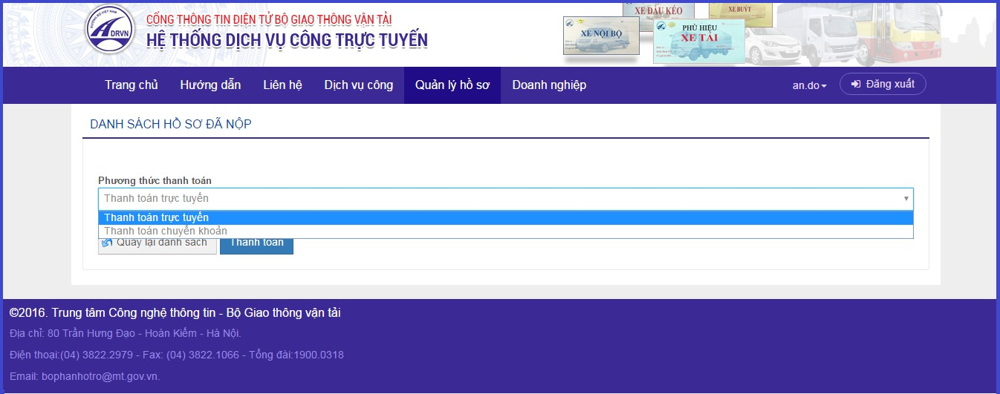 ĐƯỜNG BỘ VIỆT NAM
DRVN
CỔNG THÔNG TIN ĐIỆN TỬ BỘ GIAO THÔNG VẬN TẢI
HỆ THỐNG DỊCH VỤ CÔNG TRỰC TUYẾN
XE ĐẦU KÉO
XE BUÝT
XE NỘI BỘ
PHÙ HIỆU
XE TẢI
Trang chủ Hướng dẫn Liên hệ Dịch vụ công Quản lý hồ sơ Doanh nghiệp an.do Đăng xuất
DANH SÁCH HỒ SƠ ĐÃ NỘP
Phương thức thanh toán
Thanh toán trực tuyến
Thanh toán trực tuyến
Thanh toán chuyển khoản
Quay lại danh sách Thanh toán
©2016. Trung tâm Công nghệ thông tin - Bộ Giao thông vận tải
Địa chỉ: 80 Trần Hưng Đạo - Hoàn Kiếm - Hà Nội.
Điện thoại:(04) 3822.2979 - Fax: (04) 3822.1066 - Tổng đài:1900.0318
Email: bophanhotro@mt.gov.vn.